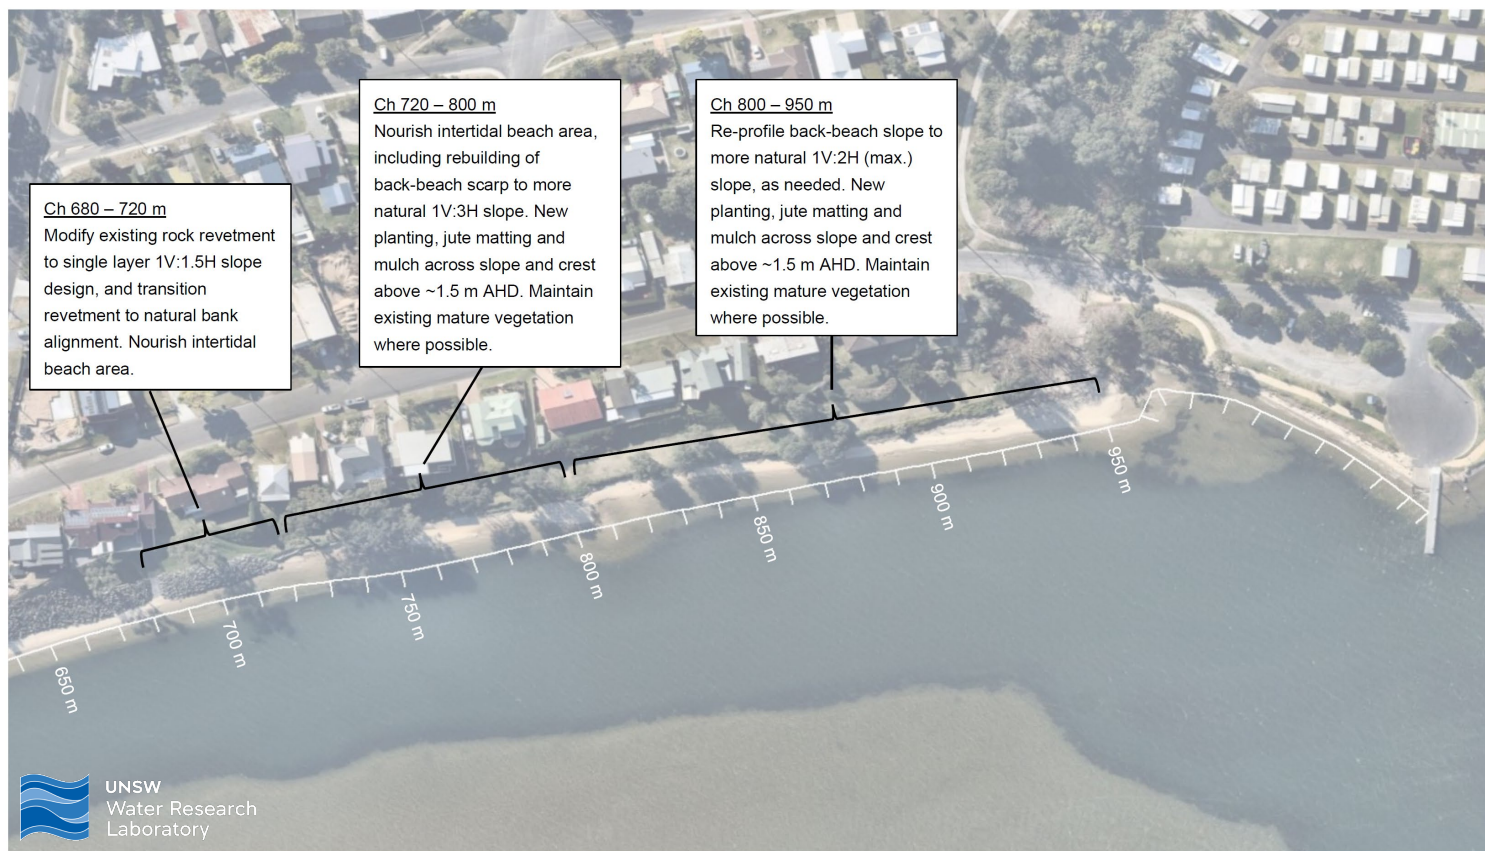 Ch 680 – 720 m
Modify existing rock revetment
to single layer 1V:1.5H slope
design, and transition
revetment to natural bank
alignment. Nourish intertidal
beach area.
Ch 720 – 800 m
Nourish intertidal beach area,
including rebuilding of
back-beach scarp to more
natural 1V:3H slope. New
planting, jute matting and
mulch across slope and crest
above ~1.5 m AHD. Maintain
existing mature vegetation
where possible.
Ch 800 – 950 m
Re-profile back-beach slope to
more natural 1V:2H (max.)
slope, as needed. New
planting, jute matting and
mulch across slope and crest
above ~1.5 m AHD. Maintain
existing mature vegetation
where possible.
650 m
700 m
750 m
800 m
850 m
900 m
950 m
UNSW
Water Research
Laboratory